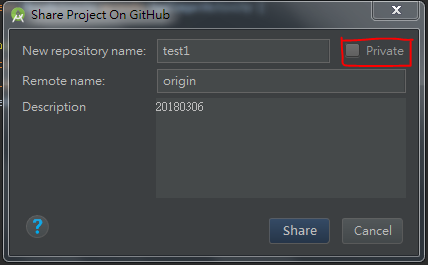 Share Project On GitHub
New repository name: test1 Private
Remote name: origin
Description 20180306
? Share Cancel